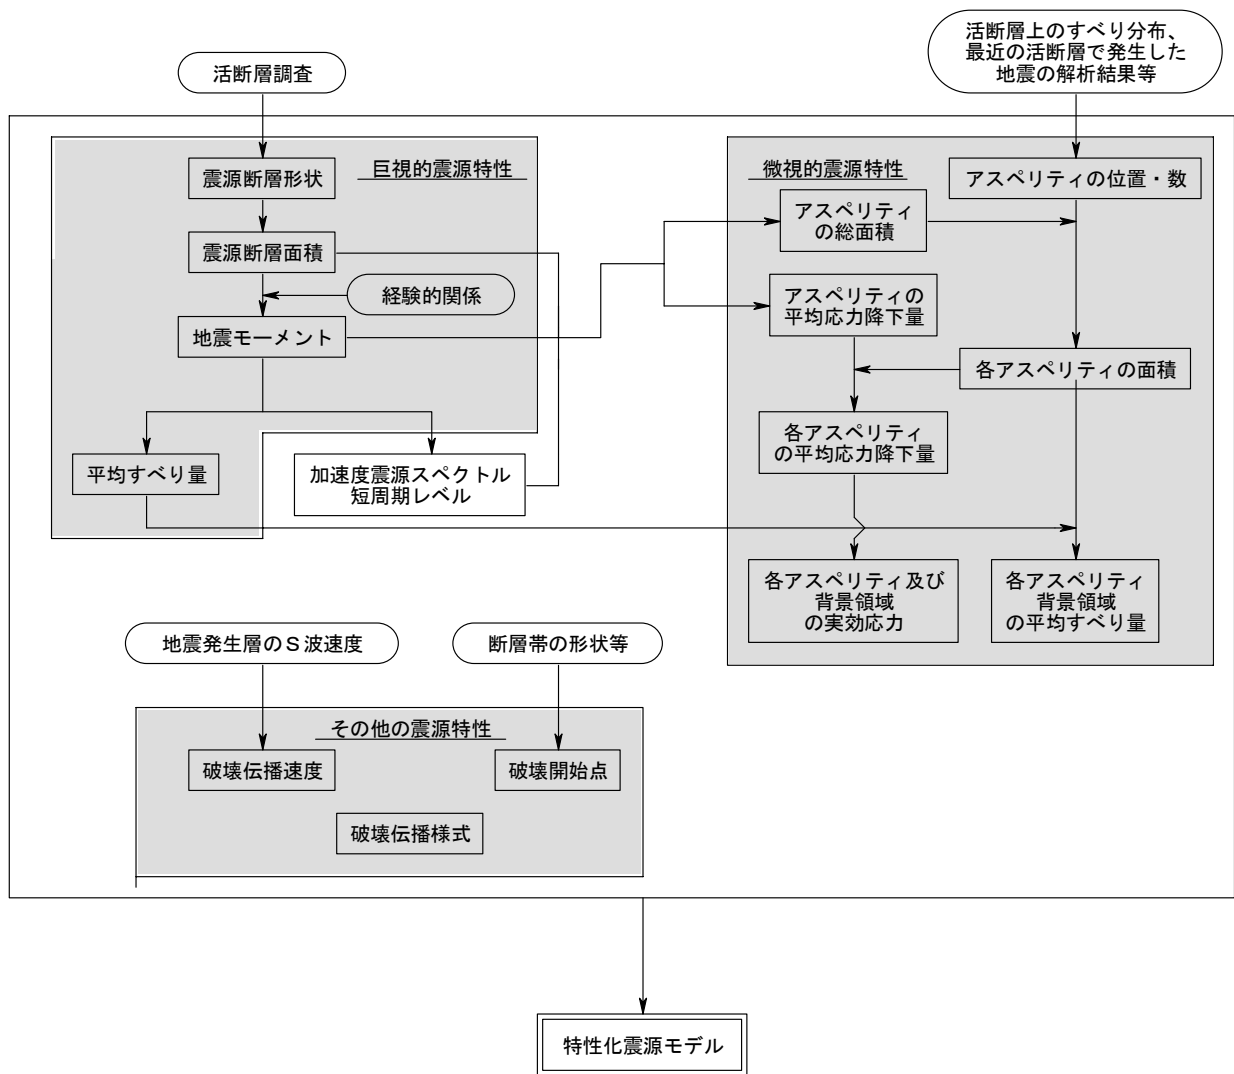 活断層調査
活断層上のすべり分布、
最近の活断層で発生した
地震の解析結果等
巨視的震源特性
震源断層形状
震源断層面積
経験的関係
地震モーメント
平均すべり量
加速度震源スペクトル
短周期レベル
微視的震源特性
アスペリティの位置・数
アスペリティ
の総面積
アスペリティの
平均応力降下量
各アスペリティの面積
各アスペリティ
の平均応力降下量
各アスペリティ及び
背景領域
の実効応力
各アスペリティ
背景領域
の平均すべり量
地震発生層のS波速度
断層帯の形状等
その他の震源特性
破壊伝播速度
破壊開始点
破壊伝播様式
特性化震源モデル